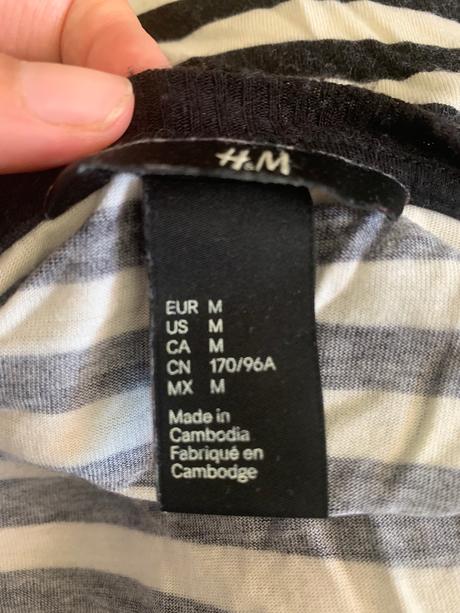 H&M
EUR M
US M
CA M
CN 170/96A
MX M
Made in
Cambodia
Fabriqué en
Cambodge